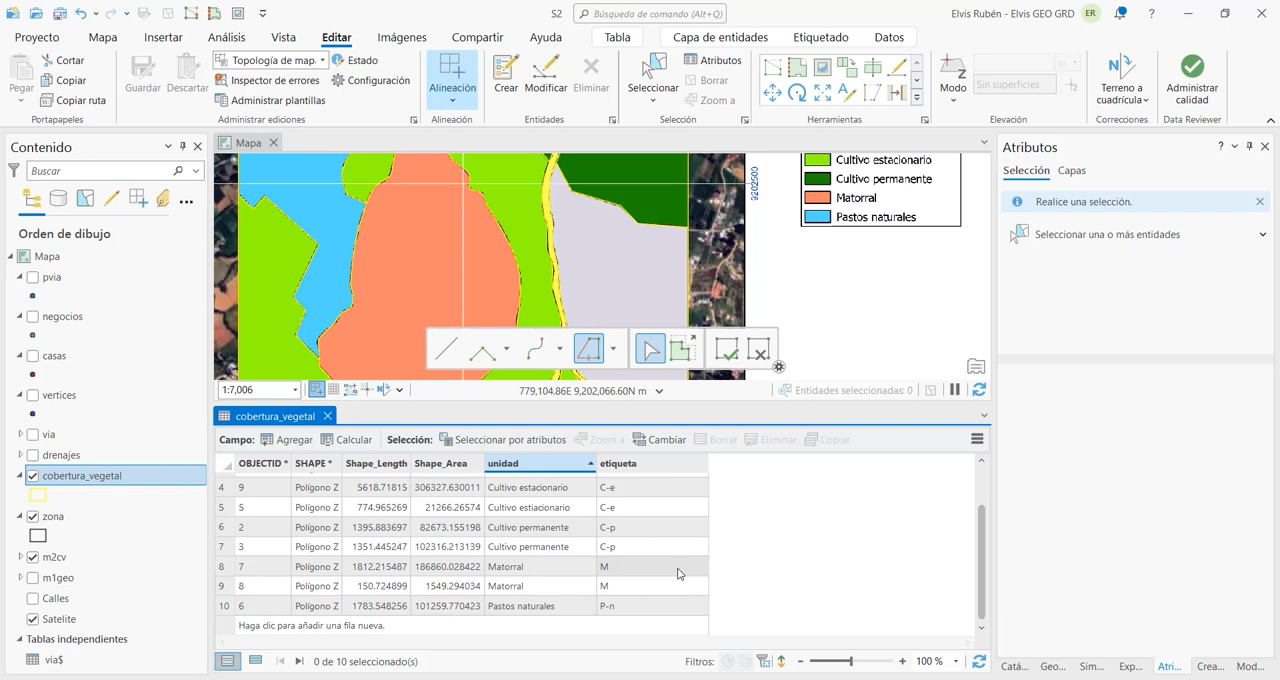 S2
Búsqueda de comando (Alt+Q)
Elvis Rubén - Elvis GEO GRD
ER
?
Proyecto
Mapa
Insertar
Análisis
Vista
Editar
Imágenes
Compartir
Ayuda
Tabla
Capa de entidades
Etiquetado
Datos
Pegar
Cortar
Copiar
Copiar ruta
Portapapeles
Guardar
Descartar
Topología de map.
Estado
Inspector de errores
Configuración
Administrar plantillas
Administrar ediciones
Alineación
Alineación
Crear
Modificar
Eliminar
Entidades
Seleccionar
Atributos
Borrar
Zoom a
Selección
Herramientas
Modo
m
Sin superficies
Elevación
Terreno a
cuadrícula
Correcciones
Administrar
calidad
Data Reviewer
Contenido
Buscar
Orden de dibujo
Mapa
pvia
negocios
casas
vertices
via
drenajes
cobertura_vegetal
zona
m2cv
m1geo
Calles
Satelite
Tablas independientes
via$
Mapa
9202500
Cultivo estacionario
Cultivo permanente
Matorral
Pastos naturales
1:7,006
779,104.86E 9,202,066.60N m
Entidades seleccionadas: 0
cobertura_vegetal
Campo: Agregar Calcular Selección: Seleccionar por atributos Zoom a Cambiar Borrar Eliminar Copiar
OBJECTID * SHAPE * Shape_Length Shape_Area unidad etiqueta
4 9 Polígono Z 5618.71815 306327.630011 Cultivo estacionario C-e
5 5 Polígono Z 774.965269 21266.26574 Cultivo estiacionario C-e
6 2 Polígono Z 1395.883697 82673.155198 Cultivo permanente C-p
7 3 Polígono Z 1351.445247 102316.213139 Cultivo permanente C-p
8 7 Polígono Z 1812.215487 186860.028422 Matorral M
9 8 Polígono Z 150.724899 1549.294034 Matorral M
10 6 Polígono Z 1783.548256 101259.770423 Pastos naturales P-n
Haga clic para añadir una fila nueva.
0 de 10 seleccionado(s)
Filtros:
100 %
Atributos
?
Selección
Capas
Realice una selección.
Seleccionar una o más entidades
Catá...
Geo...
Sim...
Exp...
Atri...
Crea...
Mod...